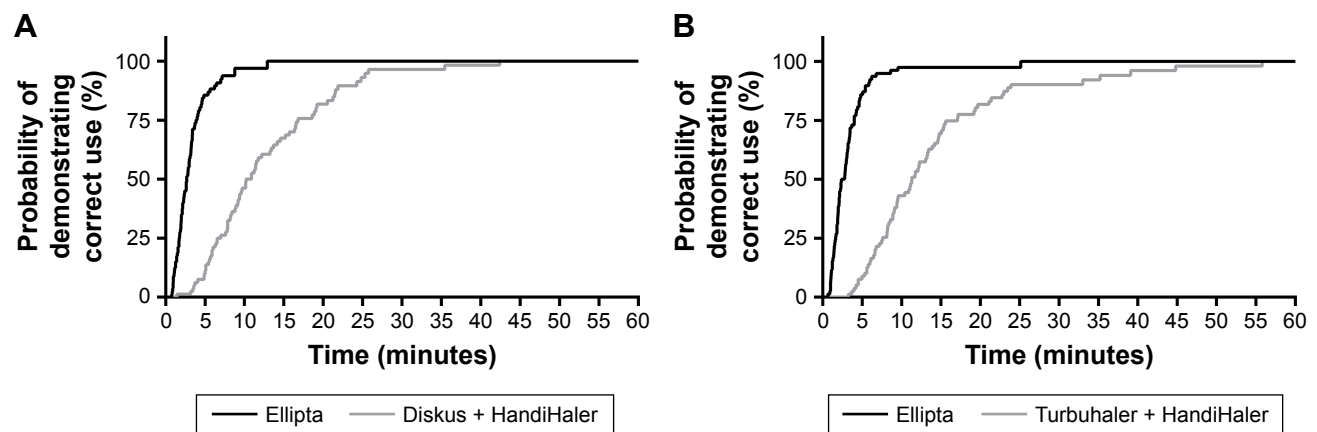 A
Probability of
demonstrating
correct use (%)
100
75
50
25
0
0 5 10 15 20 25 30 35 40 45 50 55 60
Time (minutes)
Ellipta Diskus + HandiHaler
B
Probability of
demonstrating
correct use (%)
100
75
50
25
0
0 5 10 15 20 25 30 35 40 45 50 55 60
Time (minutes)
Ellipta Turbuhaler + HandiHaler